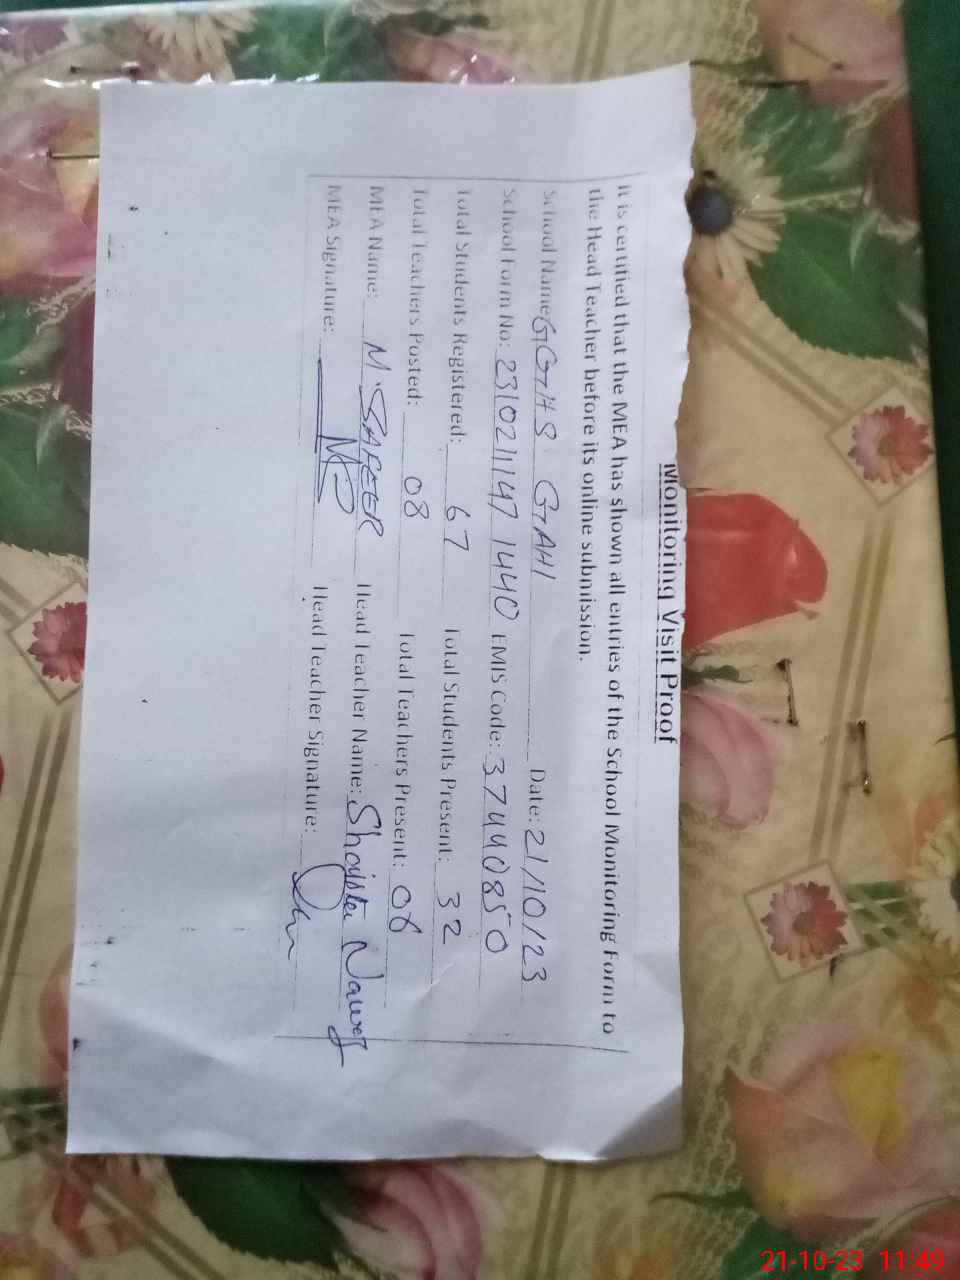 Monitoring Visit Proof
It is certified that the MEA has shown all entries of the School Monitoring Form to
the Head Teacher before its online submission.
School Name GGHS GAHI Date: 21/10/23
School Form No: 23102111471440 EMIS Code: 37440850
Total Students Registered: 67 Total Students Present: 32
Total Teachers Posted: 08 Total Teachers Present: 08
MEA Name: M. SAFEER Head Teacher Name: Shaista Nawaz
MEA Signature: Head Teacher Signature:
21-10-23 11:49